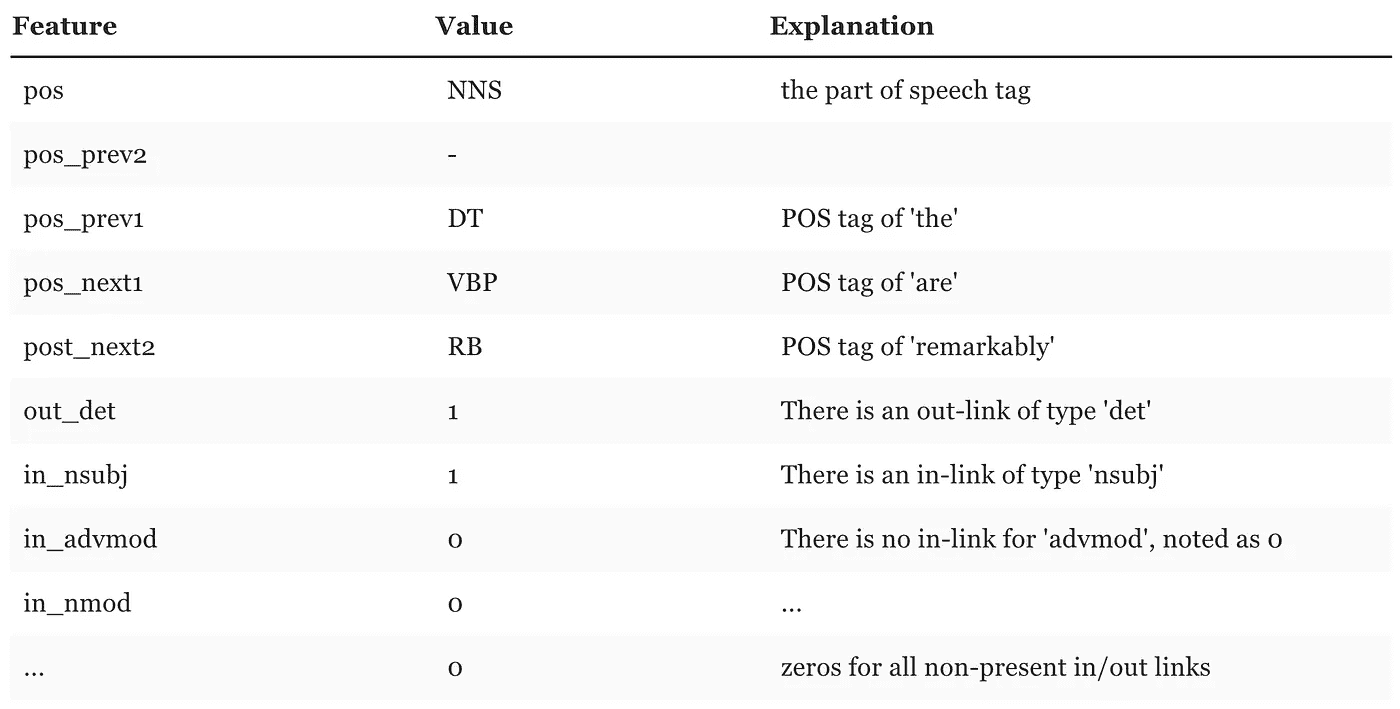 Feature Value Explanation
pos NNS the part of speech tag
pos_prev2 -
pos_prev1 DT POS tag of 'the'
pos_next1 VBP POS tag of 'are'
post_next2 RB POS tag of 'remarkably'
out_det 1 There is an out-link of type 'det'
in_nsubj 1 There is an in-link of type 'nsubj'
in_advmod 0 There is no in-link for 'advmod', noted as 0
in_nmod 0 ...
... 0 zeros for all non-present in/out links